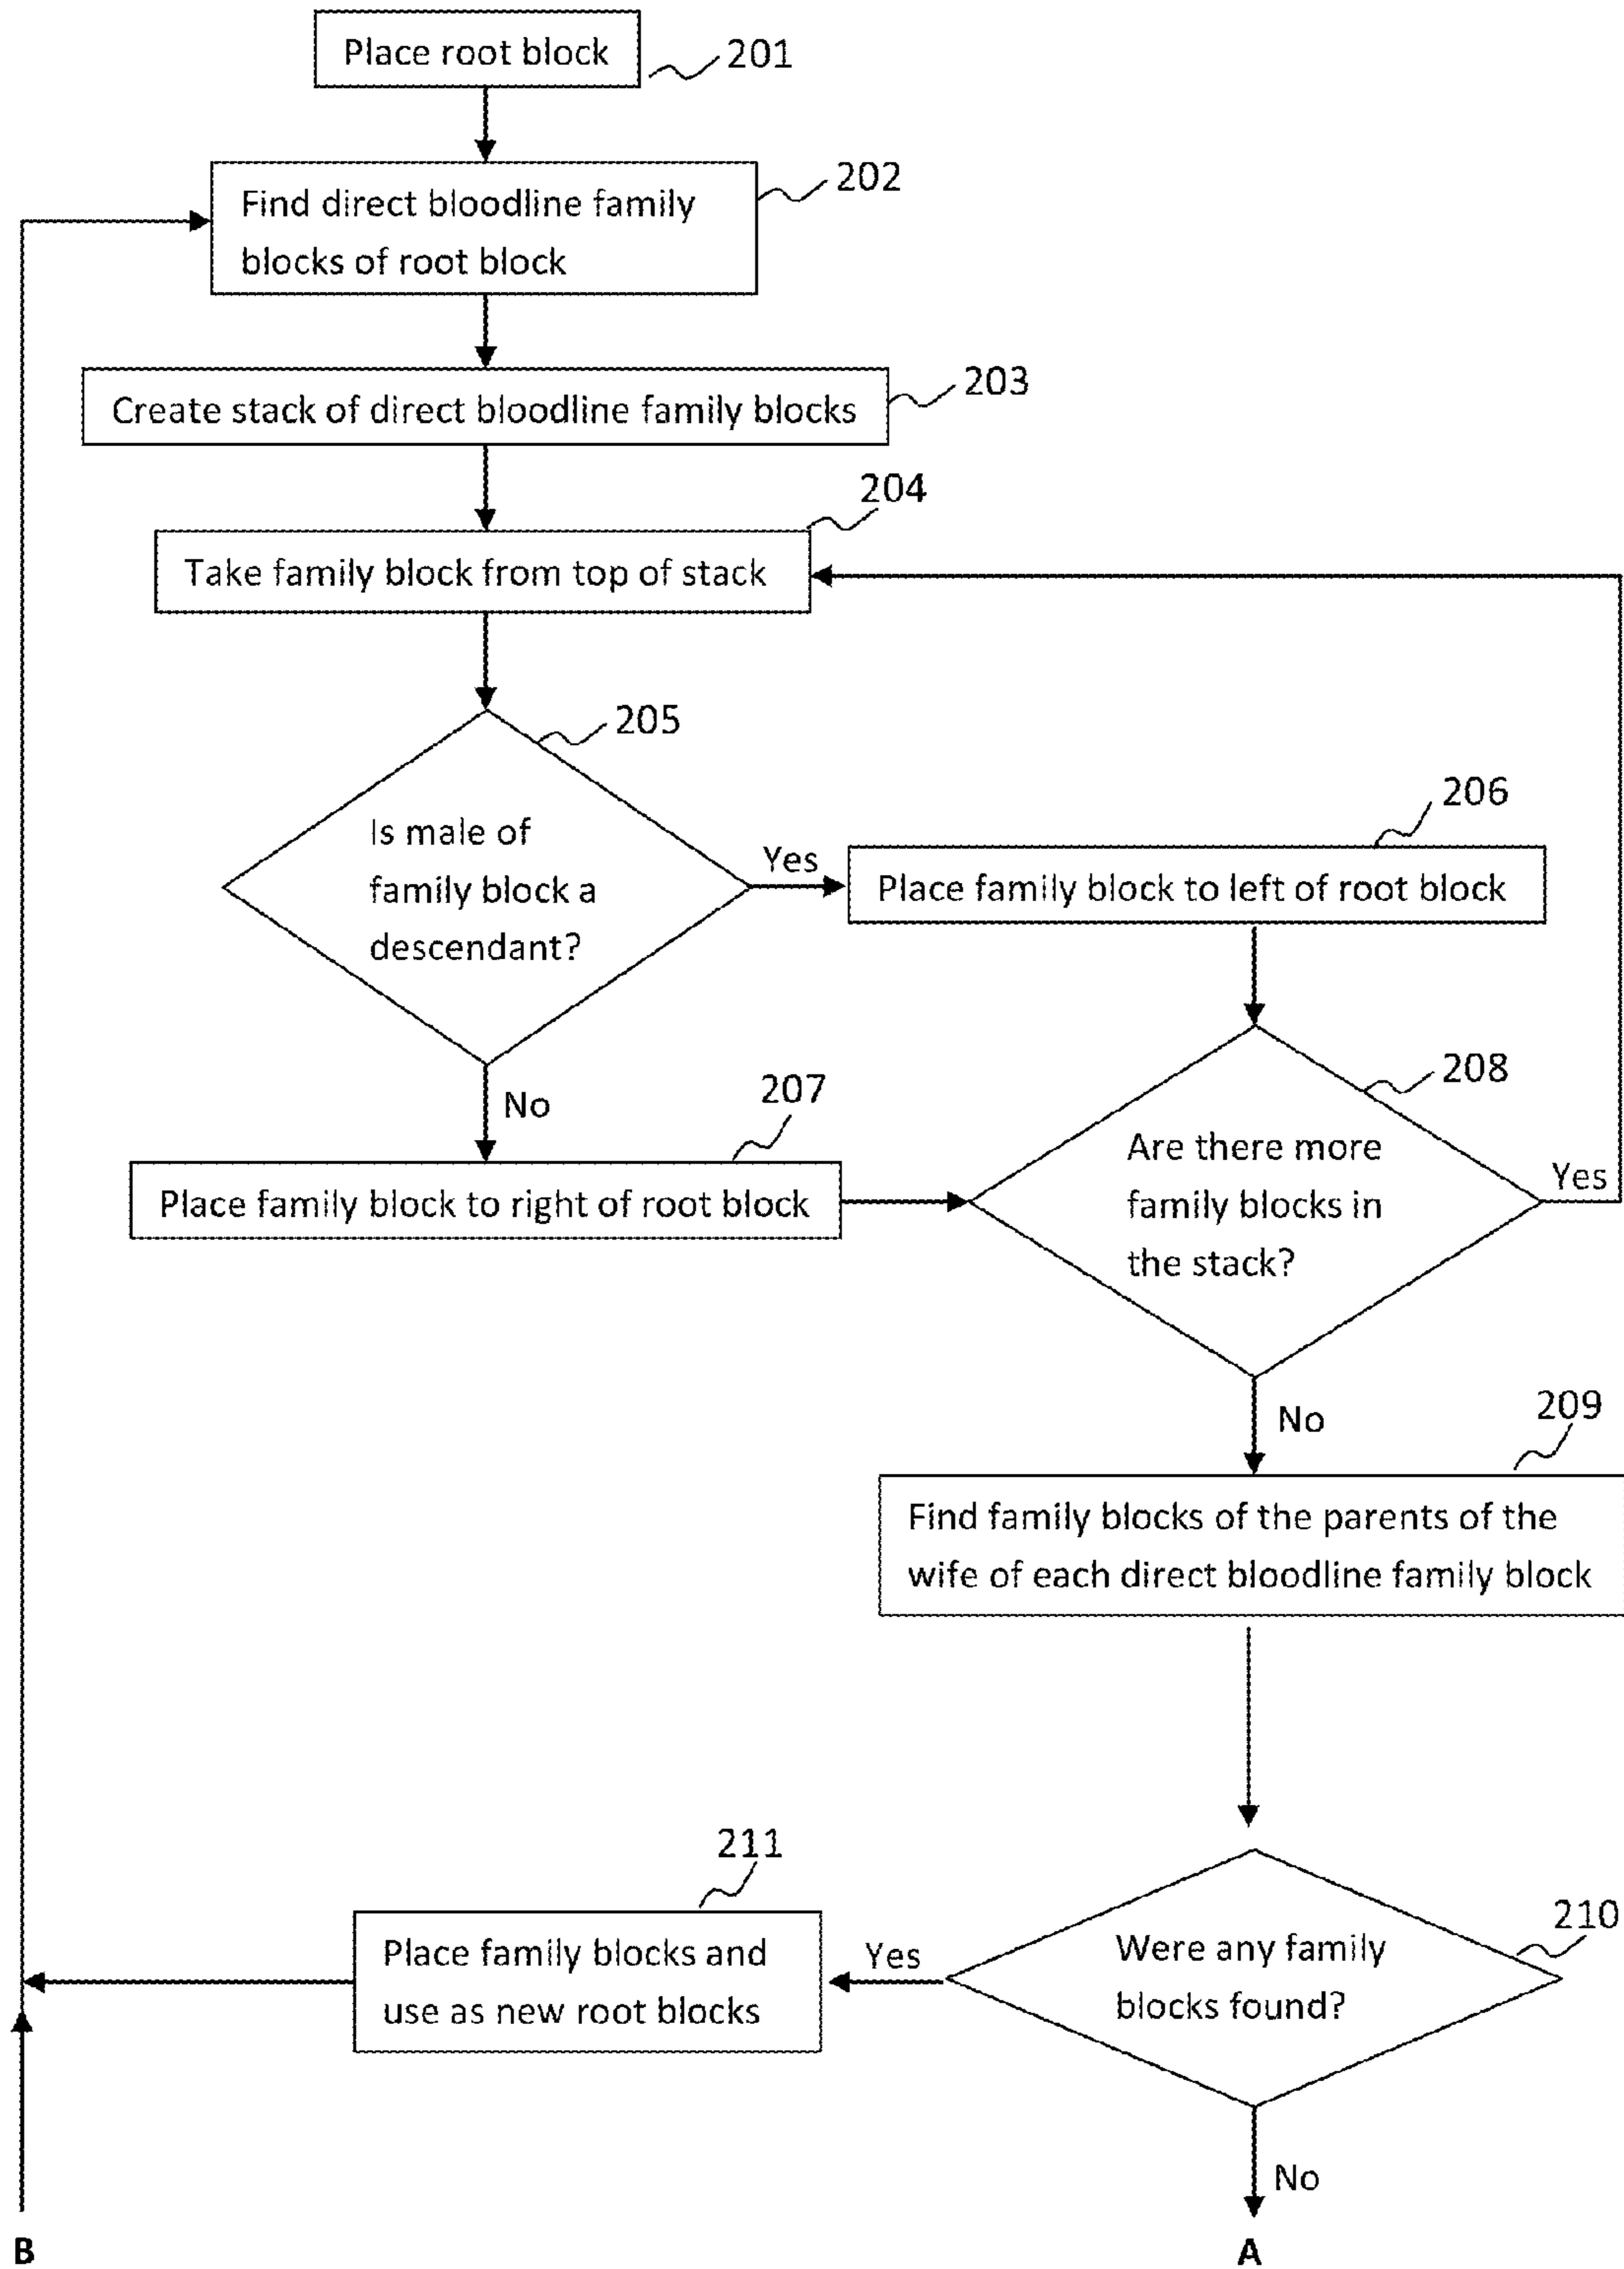 Place root block
201
202
Find direct bloodline family
blocks of root block
203
Create stack of direct bloodline family blocks
204
Take family block from top of stack
205
Is male of
family block a
descendant?
Yes
206
Place family block to left of root block
No
207
Place family block to right of root block
208
Are there more
family blocks in
the stack?
Yes
No
209
Find family blocks of the parents of the
wife of each direct bloodline family block
210
Were any family
blocks found?
Yes
211
Place family blocks and
use as new root blocks
No
B
A